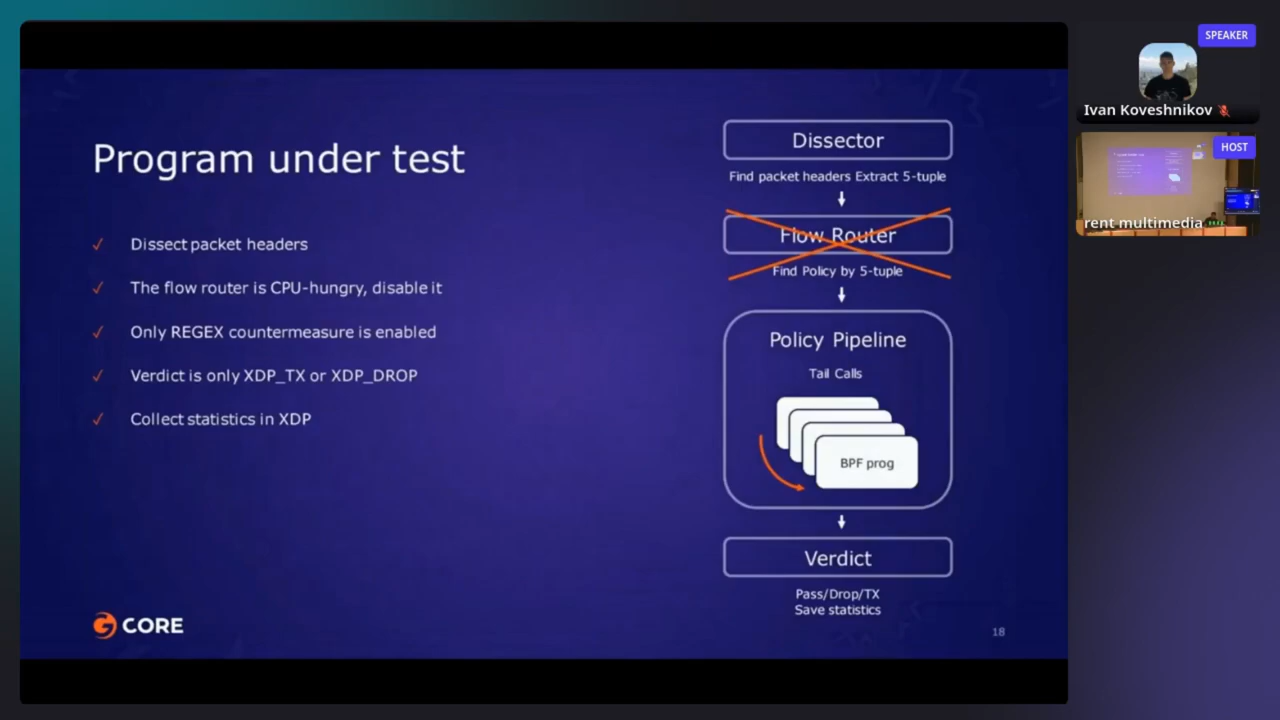 Program under test
✓ Dissect packet headers
✓ The flow router is CPU-hungry, disable it
✓ Only REGEX countermeasure is enabled
✓ Verdict is only XDP_TX or XDP_DROP
✓ Collect statistics in XDP
Dissector
Find packet headers Extract 5-tuple
Flow Router
Find Policy by 5-tuple
Policy Pipeline
Tail Calls
BPF prog
Verdict
Pass/Drop/TX
Save statistics
G CORE
18
SPEAKER
Ivan Koveshnikov
HOST
rent multimedia